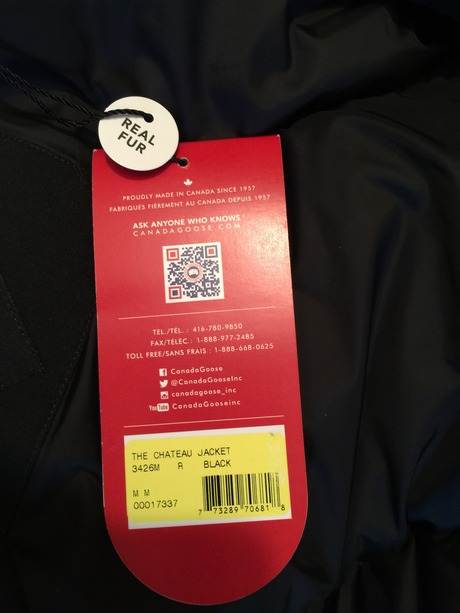 REAL
FUR
PROUDLY MADE IN CANADA SINCE 1957
FABRIQUÉS FIÈREMENT AU CANADA DEPUIS 1957
ASK ANYONE WHO KNOWS™
CANADAGOOSE.COM
TEL./TÉL. : 416-780-9850
FAX/TÉLÉC.: 1-888-977-2485
TOLL FREE/SANS FRAIS : 1-888-668-0625
CanadaGoose
@CanadaGooseInc
canadagoose_inc
YouTube CanadaGooseinc
THE CHATEAU JACKET
3426M R BLACK
M M
00017337
7 73289 70681 8